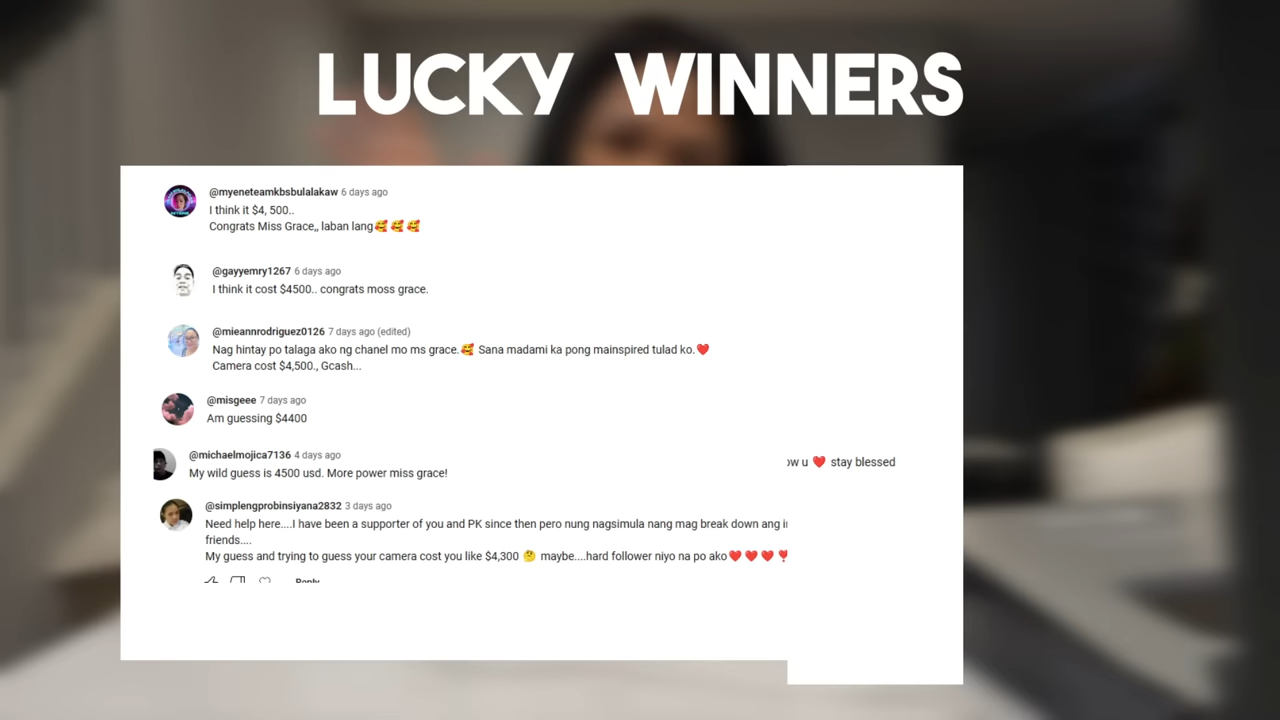 LUCKY WINNERS
@myeneteamkbsbulalakaw 6 days ago
I think it $4, 500..
Congrats Miss Grace,, laban lang🥰 🥰 🥰
@gayyemry1267 6 days ago
I think it cost $4500.. congrats moss grace.
@mieannrodriguez0126 7 days ago (edited)
Nag hintay po talaga ako ng chanel mo ms grace.🥰 Sana madami ka pong mainspired tulad ko.❤️
Camera cost $4,500., Gcash...
@misgeee 7 days ago
Am guessing $4400
@michaelmojica7136 4 days ago
My wild guess is 4500 usd. More power miss grace!
ow u ❤️ stay blessed
@simplengprobinsiyana2832 3 days ago
Need help here....I have been a supporter of you and PK since then pero nung nagsimula nang mag break down ang
friends....
My guess and trying to guess your camera cost you like $4,300 🤔 maybe....hard follower niyo na po ako❤️ ❤️ ❤️ ❣️
Reply